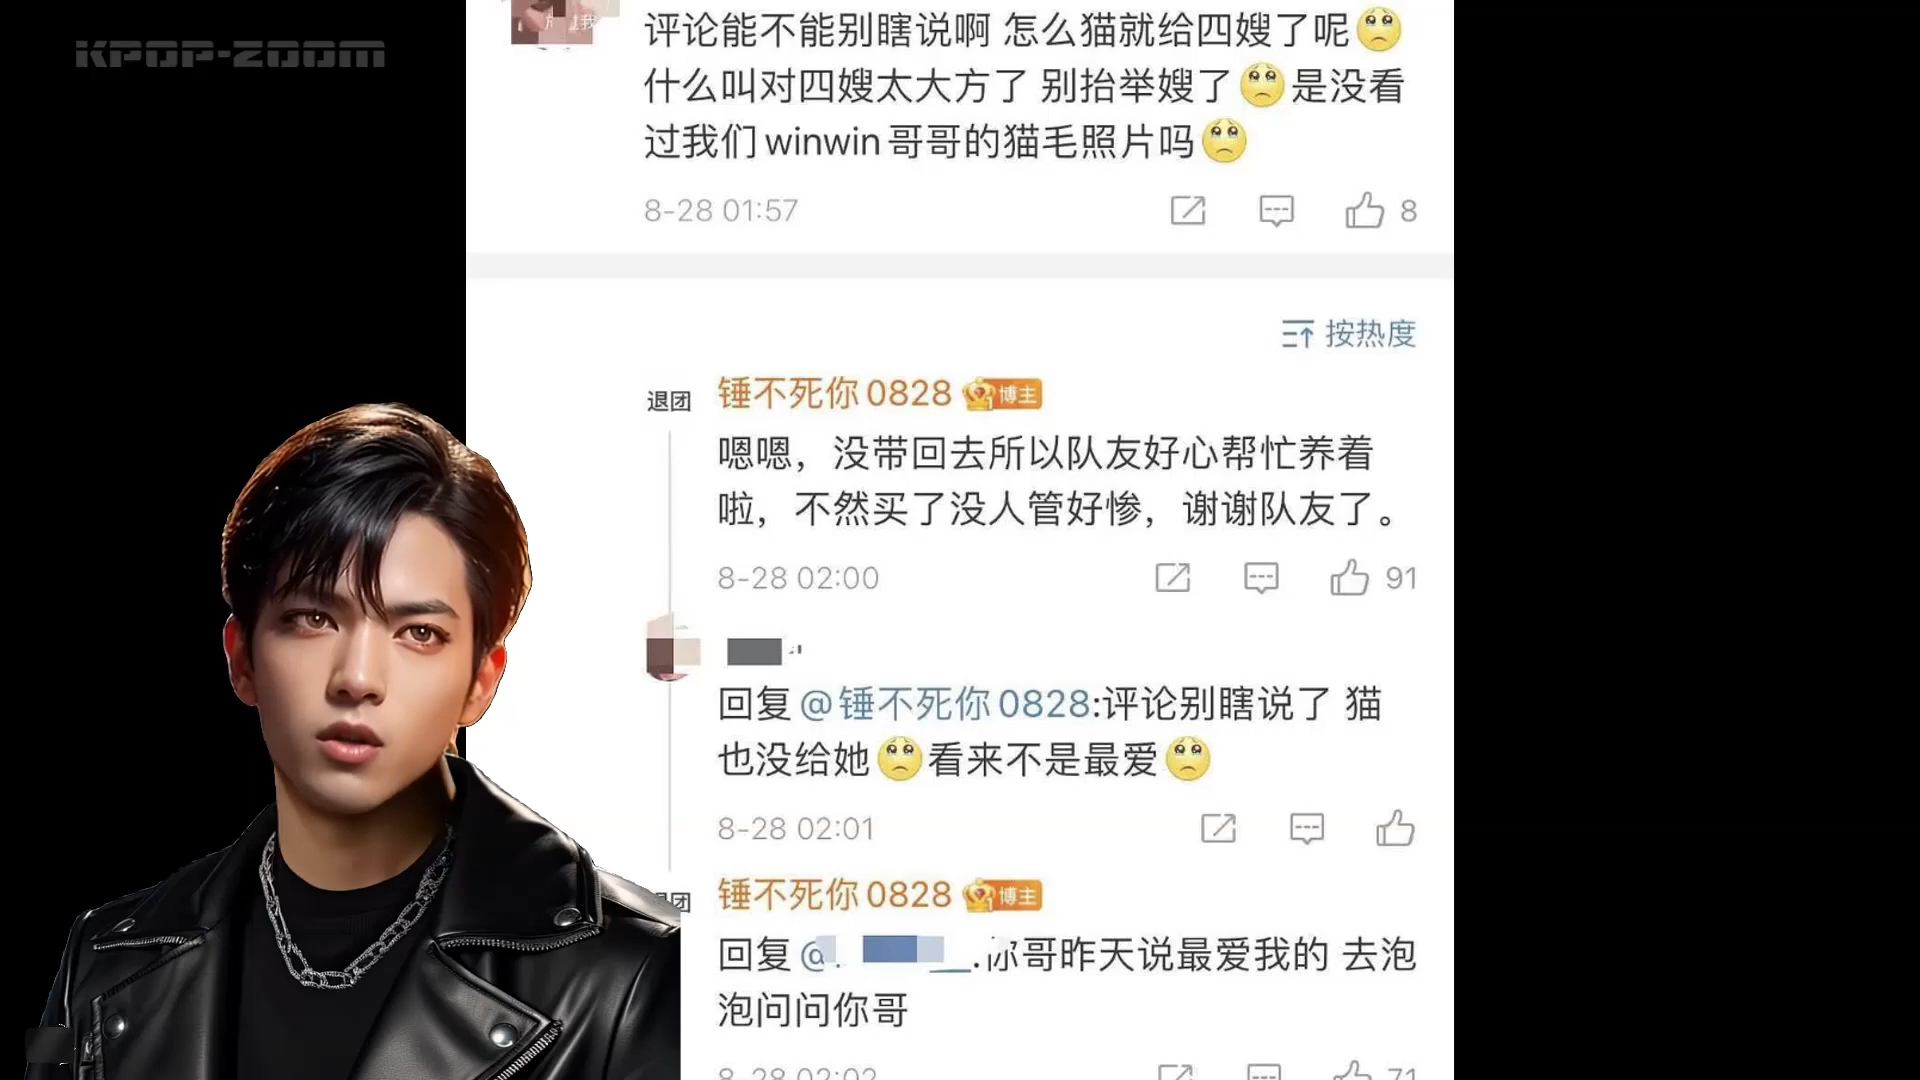 KPOP-ZOOM
评论能不能别瞎说啊 怎么猫就给四嫂了呢🥺
什么叫对四嫂太大方了 别抬举嫂了🥺是没看
过我们winwin哥哥的猫毛照片吗🥺
8-28 01:57
8
按热度
退团
锤不死你0828
博主
嗯嗯，没带回去所以队友好心帮忙养着
啦，不然买了没人管好惨，谢谢队友了。
8-28 02:00
91
回复@锤不死你0828:评论别瞎说了 猫
也没给她🥺看来不是最爱🥺
8-28 02:01
团
锤不死你0828
博主
回复@
你哥昨天说最爱我的 去泡
泡问问你哥
8-28 02:02
71